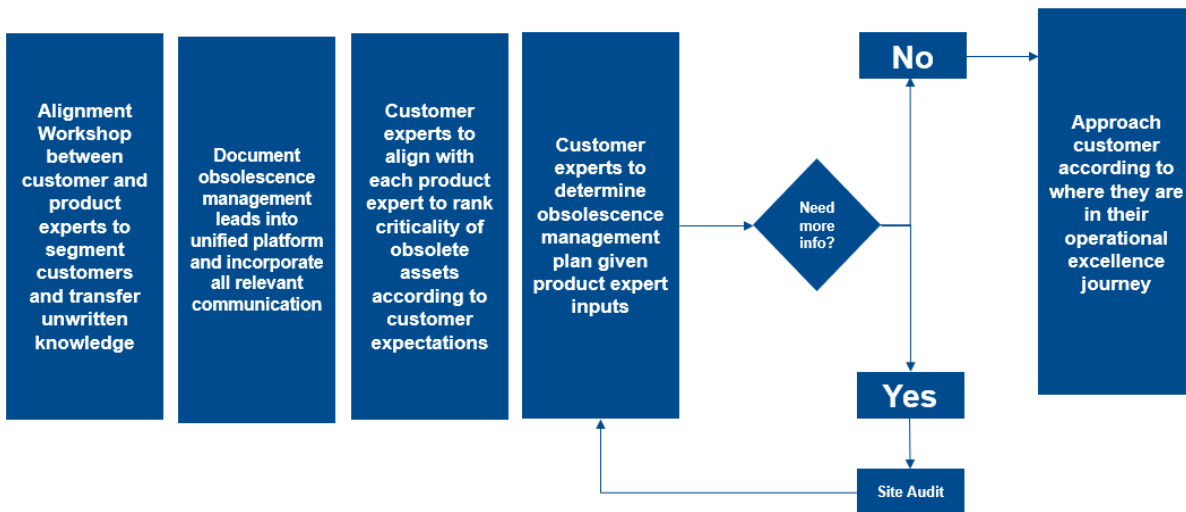 Alignment
Workshop
between
customer and
product
experts to
segment
customers
and transfer
unwritten
knowledge
Document
obsolescence
management
leads into
unified platform
and incorporate
all relevant
communication
Customer
experts to
align with
each product
expert to rank
criticality of
obsolete
assets
according to
customer
expectations
Customer
experts to
determine
obsolescence
management
plan given
product expert
inputs
Need
more
info?
No
Yes
Site Audit
Approach
customer
according to
where they are
in their
operational
excellence
journey